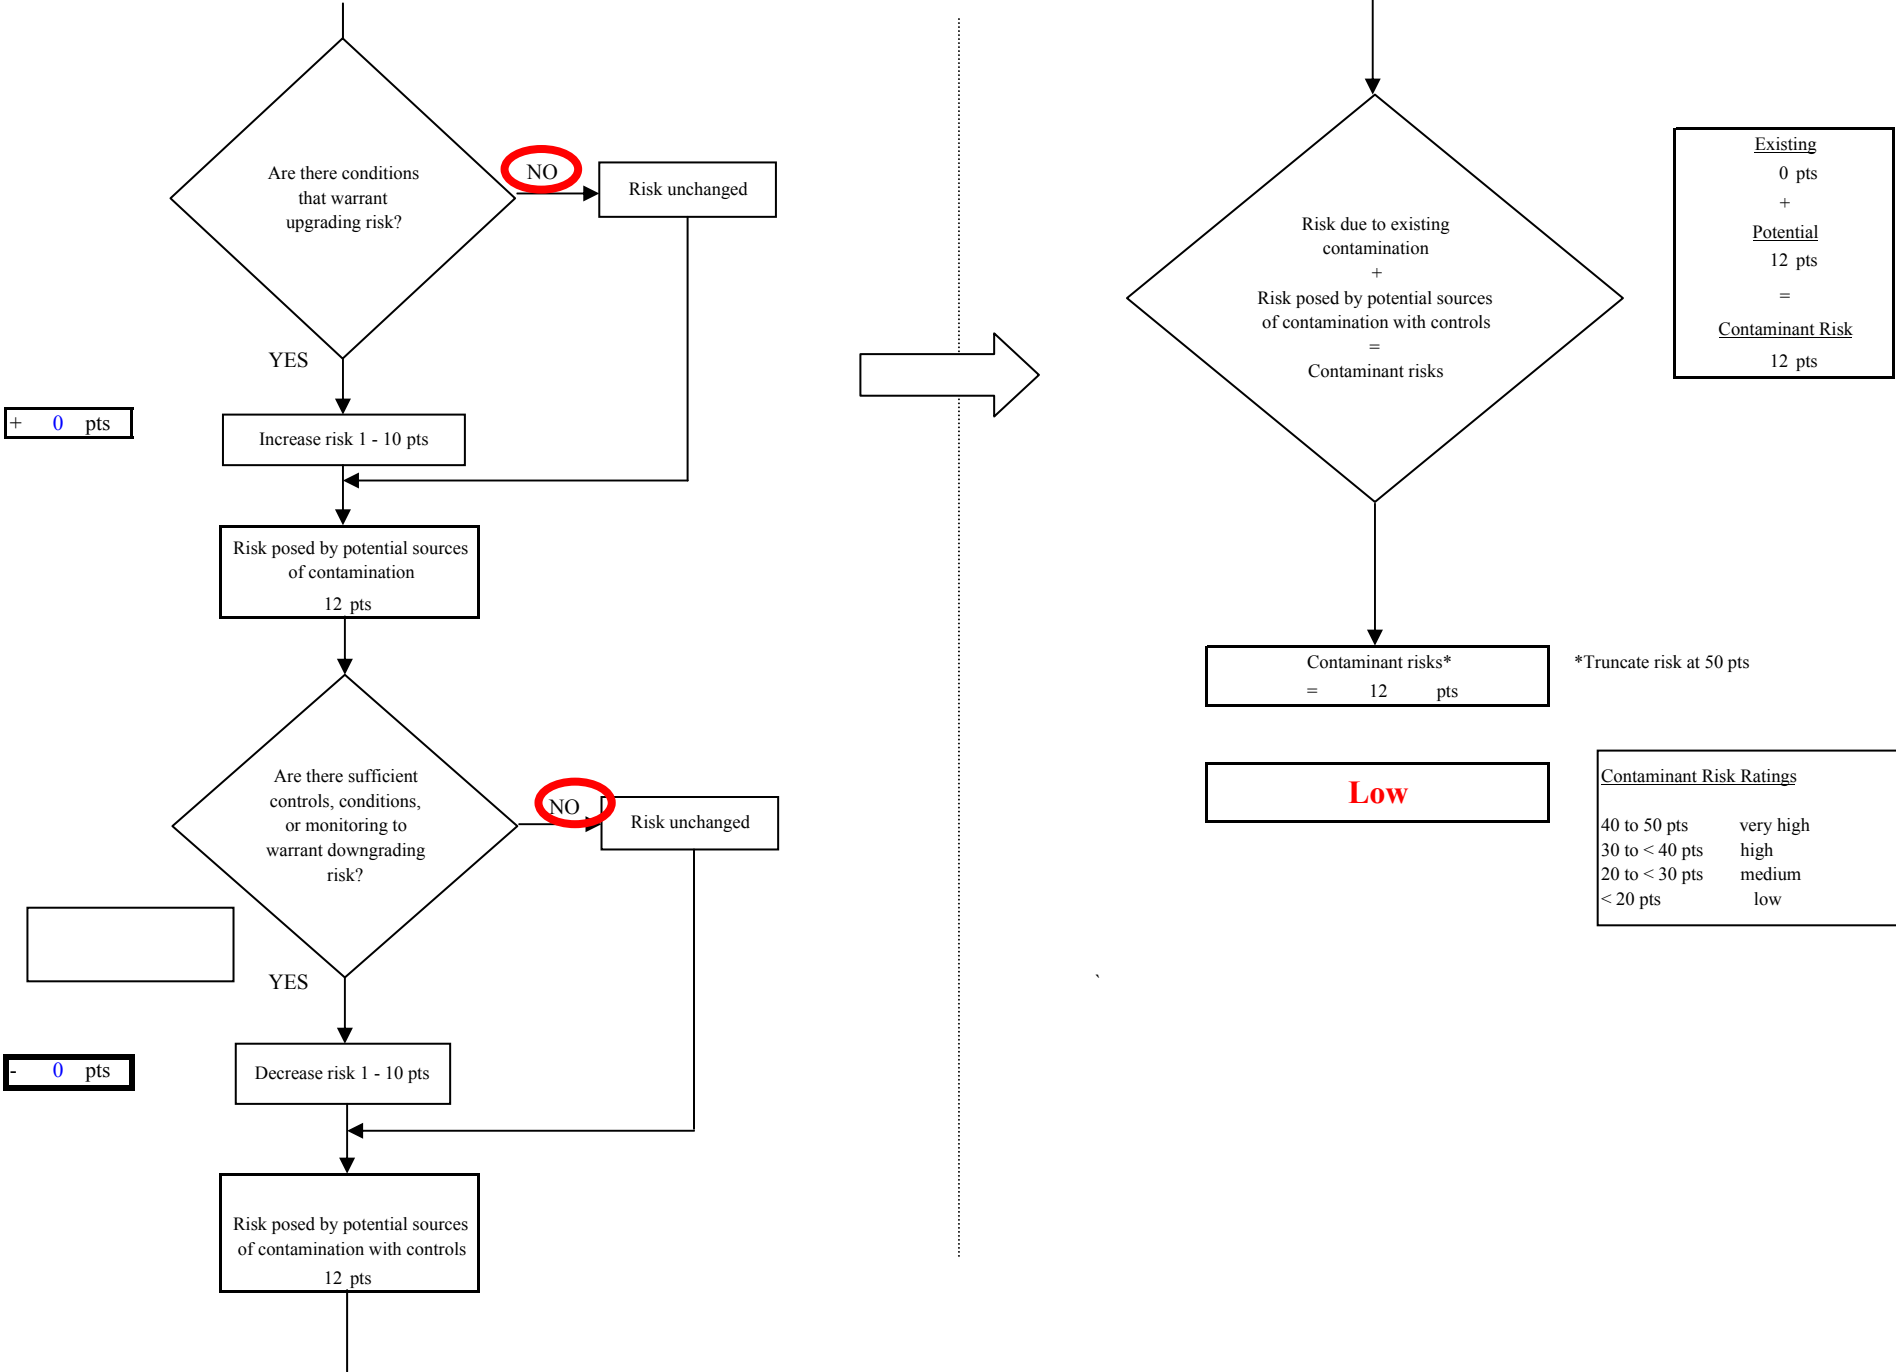 Are there conditions
that warrant
upgrading risk?
NO
Risk unchanged
YES
+ 0 pts
Increase risk 1 - 10 pts
Risk posed by potential sources
of contamination
12 pts
Are there sufficient
controls, conditions,
or monitoring to
warrant downgrading
risk?
NO
Risk unchanged
YES
- 0 pts
Decrease risk 1 - 10 pts
Risk posed by potential sources
of contamination with controls
12 pts
Risk due to existing
contamination
+
Risk posed by potential sources
of contamination with controls
=
Contaminant risks
Existing
0 pts
+
Potential
12 pts
=
Contaminant Risk
12 pts
Contaminant risks*
= 12 pts
*Truncate risk at 50 pts
Low
Contaminant Risk Ratings
40 to 50 pts very high
30 to < 40 pts high
20 to < 30 pts medium
< 20 pts low
`